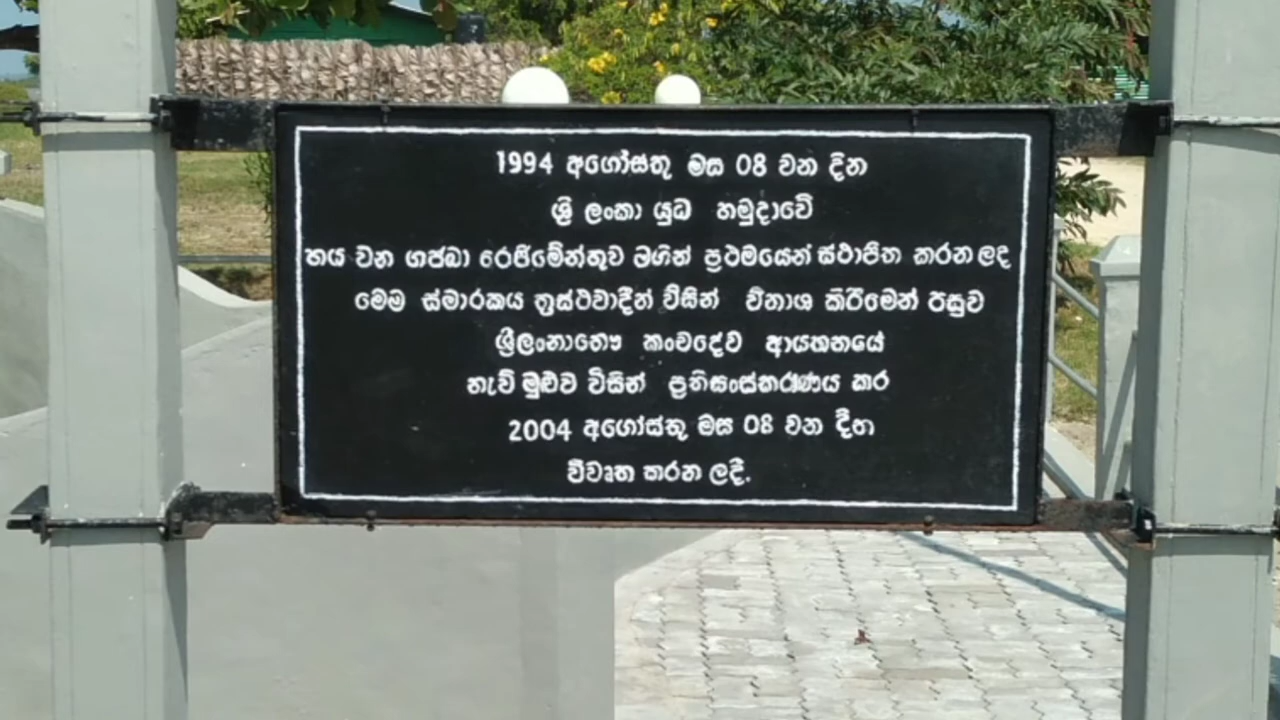 1994 අගෝස්තු මස 08 වන දින
ශ්‍රී ලංකා යුධ හමුදාවේ
හය වන ගජබා රෙජිමේන්තුව මගින් ප්‍රථමයෙන් ස්ථාපිත කරන ලද
මෙම ස්මාරකය ත්‍රස්ථවාදීන් විසින් විනාශ කිරීමෙන් පසුව
ශ්‍රීලංනාතෞ කංචදේව ආයතනයේ
නැව් මුළුව විසින් ප්‍රතිසංස්කරණය කර
2004 අගෝස්තු මස 08 වන දින
විවෘත කරන ලදී.